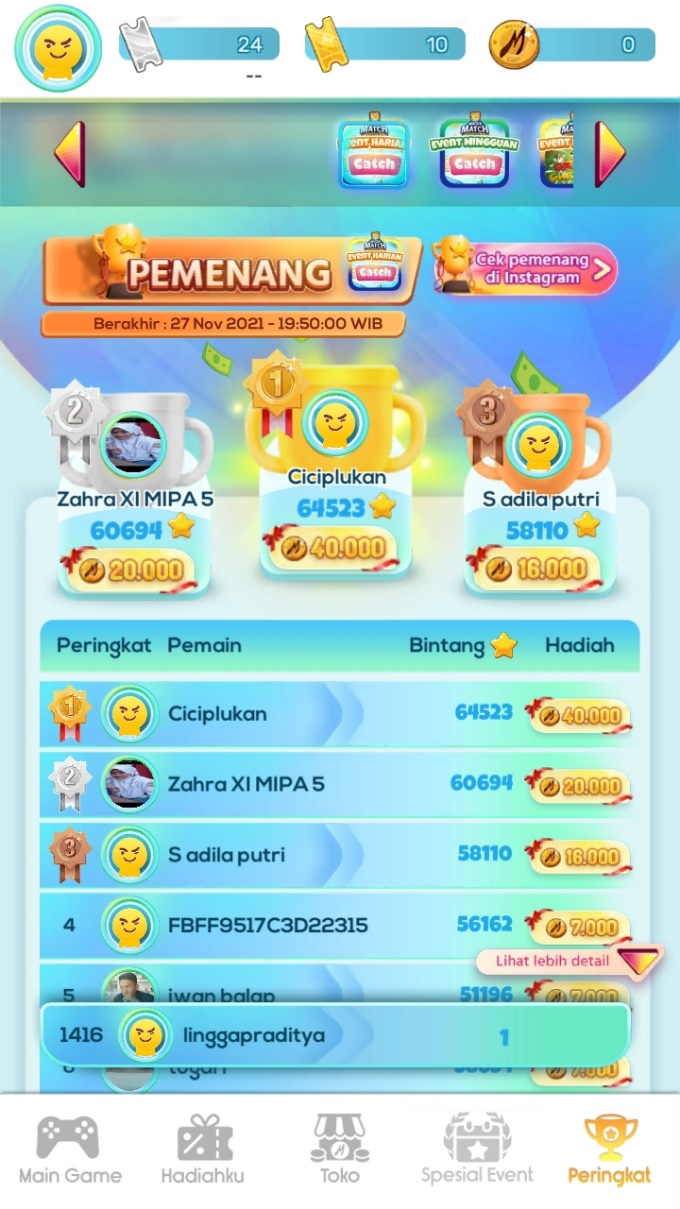 24
10
0
--
MATCH
EVENT HARIAN
Catch
MATCH
EVENT MINGGUAN
Catch
PEMENANG
MATCH
EVENT HARIAN
Catch
Cek pemenang
di Instagram
Berakhir : 27 Nov 2021 - 19:50:00 WIB
2
1
3
Zahra XI MIPA 5
Ciciplukan
S adila putri
60694
64523
58110
20.000
40.000
16.000
Peringkat Pemain Bintang Hadiah
1 Ciciplukan 64523 40.000
2 Zahra XI MIPA 5 60694 20.000
3 S adila putri 58110 16.000
4 FBFF9517C3D22315 56162 7.000
Lihat lebih detail
5 iwan balap 51196 7.000
1416 linggapraditya 1
7.000
Main Game
Hadiahku
Toko
Spesial Event
Peringkat